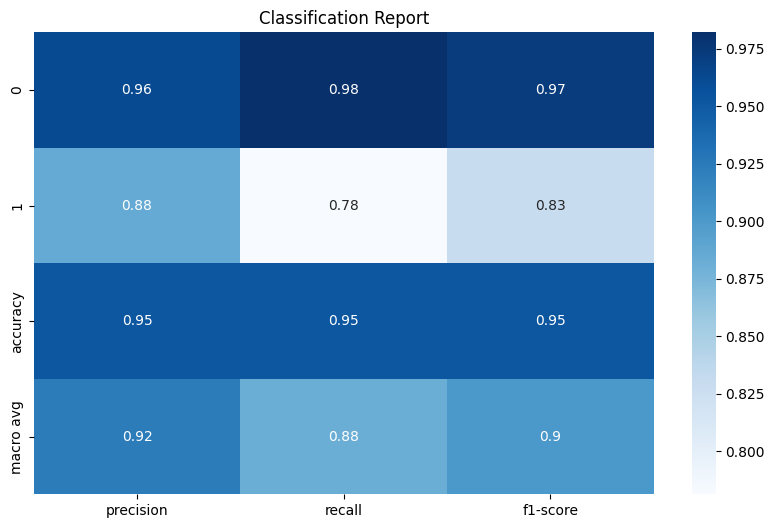 Classification Report
0 0.96 0.98 0.97
1 0.88 0.78 0.83
accuracy 0.95 0.95 0.95
macro avg 0.92 0.88 0.9
precision recall f1-score
0.975
0.950
0.925
0.900
0.875
0.850
0.825
0.800